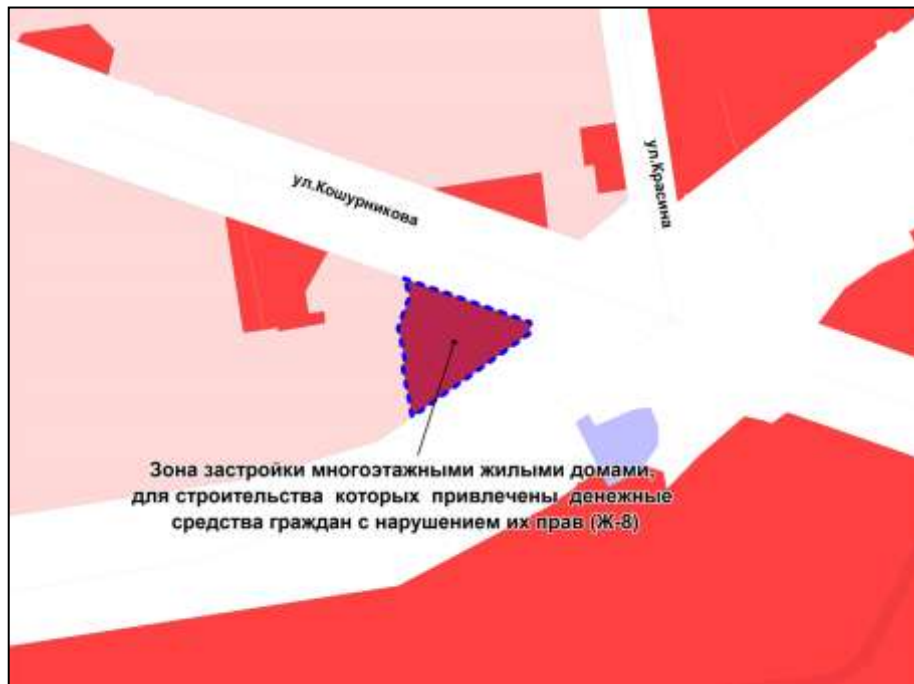 ул.Кошурникова
ул.Красина
Зона застройки многоэтажными жилыми домами,
для строительства которых привлечены денежные
средства граждан с нарушением их прав (Ж-8)